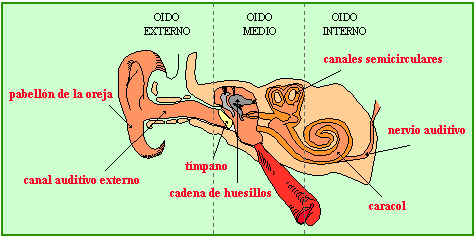 OIDO
EXTERNO
OIDO
MEDIO
OIDO
INTERNO
canales semicirculares
pabellón de la oreja
nervio auditivo
tímpano
canal auditivo externo
cadena de huesillos
caracol